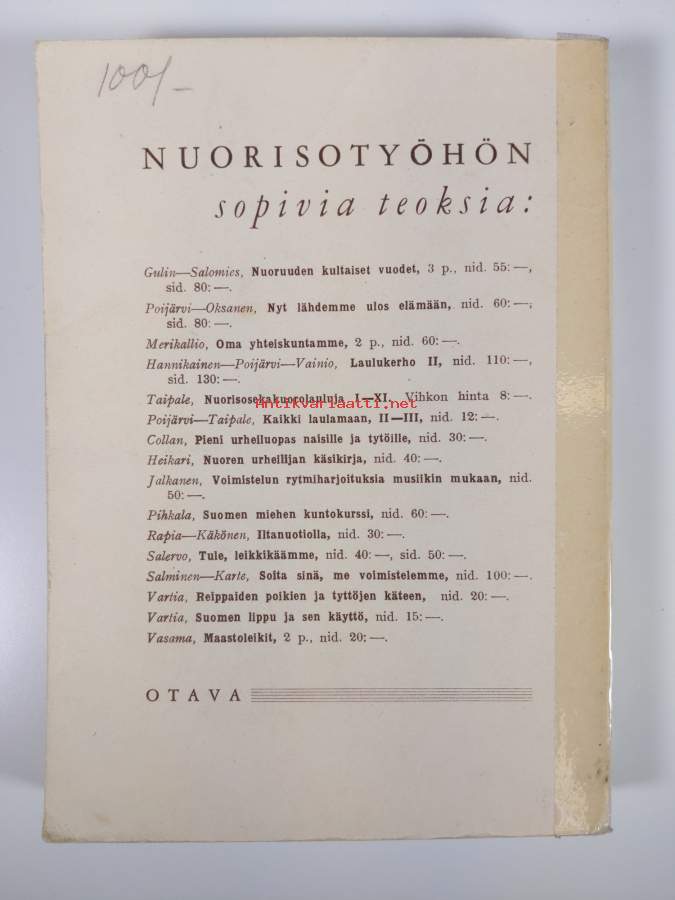 100/-
NUORISOTYÖHÖN
sopivia teoksia:
Gulin—Salomies, Nuoruuden kultaiset vuodet, 3 p., nid. 55: —,
sid. 80: —.
Poijärvi—Oksanen, Nyt lähdemme ulos elämään, nid. 60: —,
sid. 80: —.
Merikallio, Oma yhteiskuntamme, 2 p., nid. 60: —.
Hannikainen—Poijärvi—Vainio, Laulukerho II, nid. 110: —,
sid. 130: —.
Taipale, Nuorisosekakuorolauluja I—XI. Vihkon hinta 8: —.
Antikvariaatti.net
Poijärvi—Taipale, Kaikki laulamaan, II—III, nid. 12: —.
Collan, Pieni urheiluopas naisille ja tytöille, nid. 30: —.
Heikari, Nuoren urheilijan käsikirja, nid. 40: —.
Jalkanen, Voimistelun rytmiharjoituksia musiikin mukaan, nid.
50: —.
Pihkala, Suomen miehen kuntokurssi, nid. 60: —.
Rapia—Käkönen, Iltanuotiolla, nid. 30: —.
Salervo, Tule, leikkikäämme, nid. 40: —, sid. 50: —.
Salminen—Karte, Soita sinä, me voimistelemme, nid. 100: —.
Vartia, Reippaiden poikien ja tyttöjen käteen, nid. 20: —.
Vartia, Suomen lippu ja sen käyttö, nid. 15: —.
Vasama, Maastoleikit, 2 p., nid. 20: —.
OTAVA